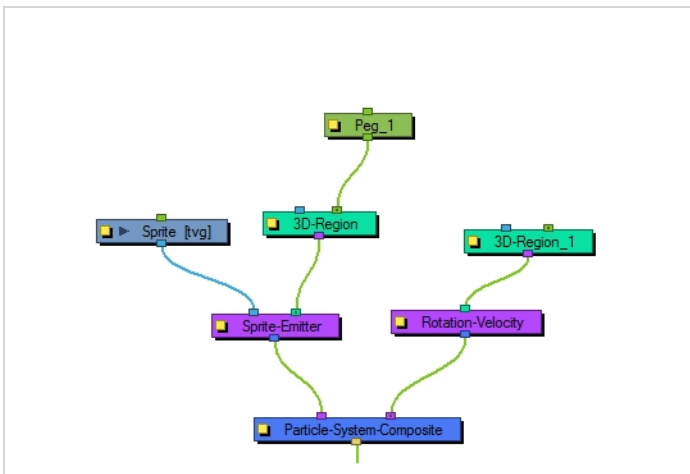 Peg_1
3D-Region
Sprite [tvg]
3D-Region_1
Sprite-Emitter
Rotation-Velocity
Particle-System-Composite